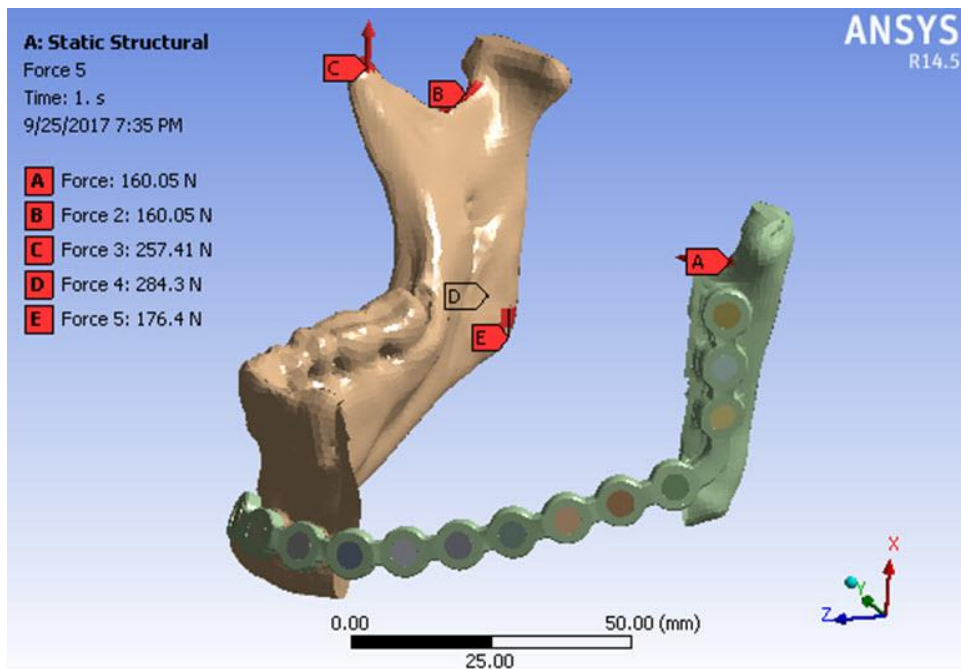 A: Static Structural
Force 5
Time: 1. s
9/25/2017 7:35 PM
A Force: 160.05 N
B Force 2: 160.05 N
C Force 3: 257.41 N
D Force 4: 284.3 N
E Force 5: 176.4 N
ANSYS
R14.5
C
B
A
D
E
X
Y
Z
0.00 50.00 (mm)
25.00